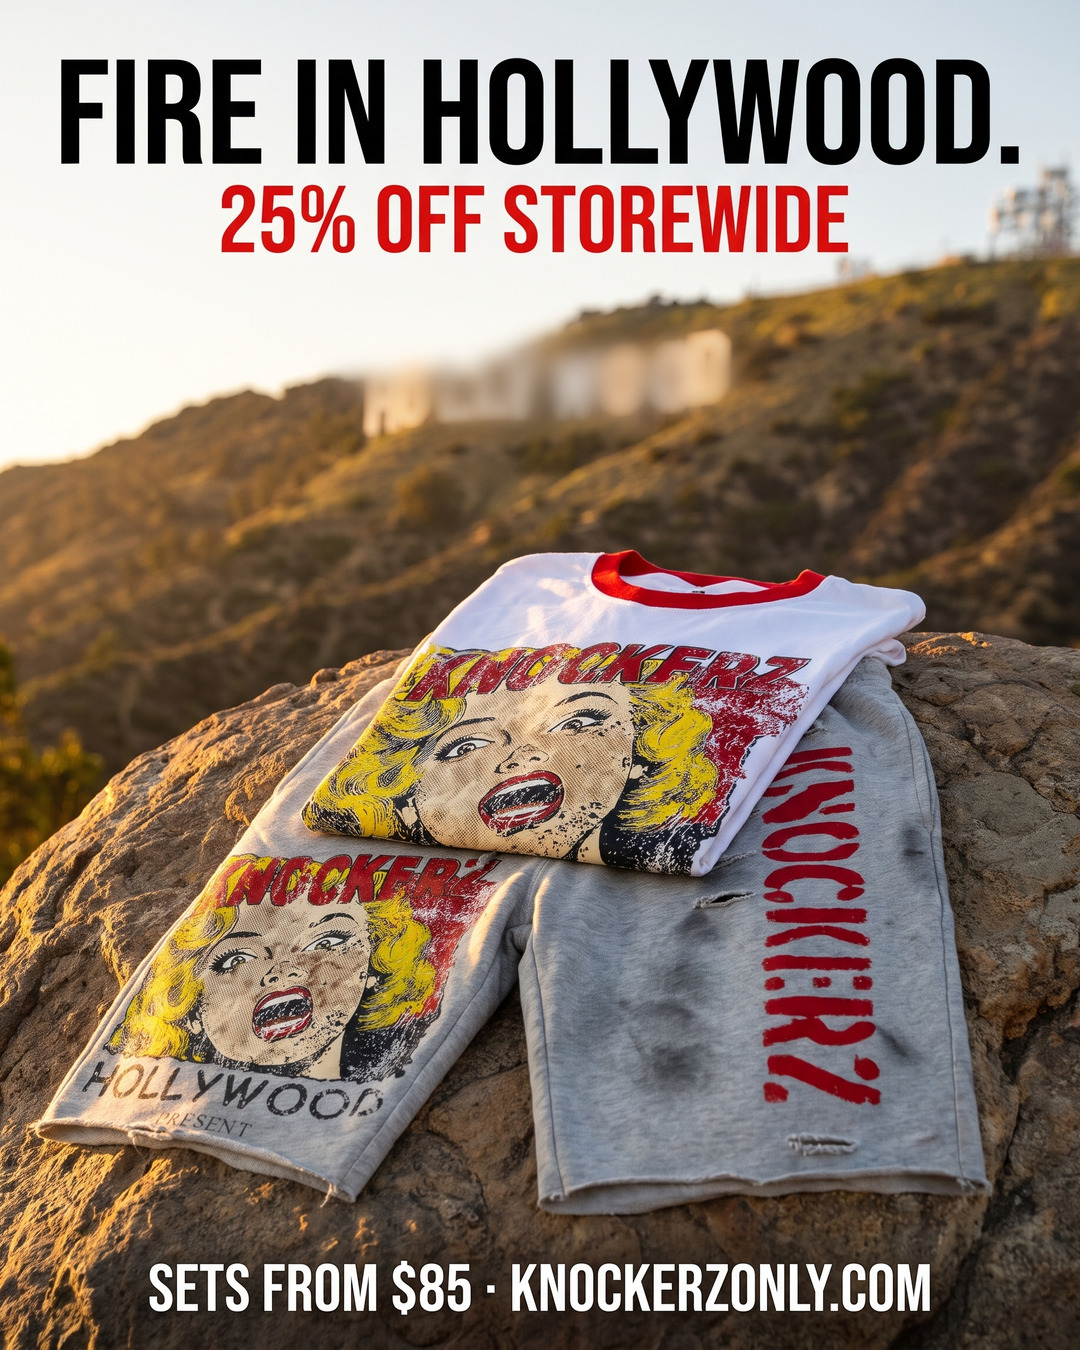 FIRE IN HOLLYWOOD.
25% OFF STOREWIDE
KNOCKERZ
KNOCKERZ
KNOCKERZ
HOLLYWOOD
PRESENT
SETS FROM $85 · KNOCKERZONLY.COM